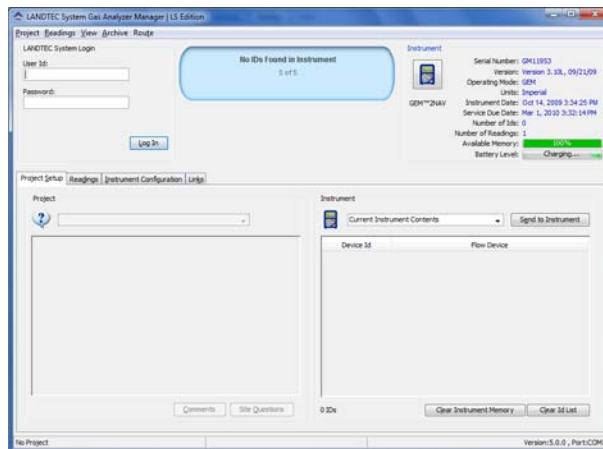 LANDTEC System Gas Analyzer Manager | LS Edition
Project Readings View Archive Route
LANDTEC System Login
User Id:
Password:
Log In
No IDs Found in Instrument
5 of 5
Instrument
GEM™2NAV
Serial Number: GM11953
Version: Version 3.10L, 09/21/09
Operating Mode: GEM
Units: Imperial
Instrument Date: Oct 14, 2009 3:34:25 PM
Service Due Date: Mar 1, 2010 3:32:14 PM
Number of Ids: 0
Number of Readings: 1
Available Memory: 100%
Battery Level: Charging...
Project Setup Readings Instrument Configuration Links
Project
Instrument
Current Instrument Contents
Send to Instrument
Device Id Flow Device
Comments Site Questions
0 IDs Clear Instrument Memory Clear Id List
No Project Version:5.0.0 , Port:COM